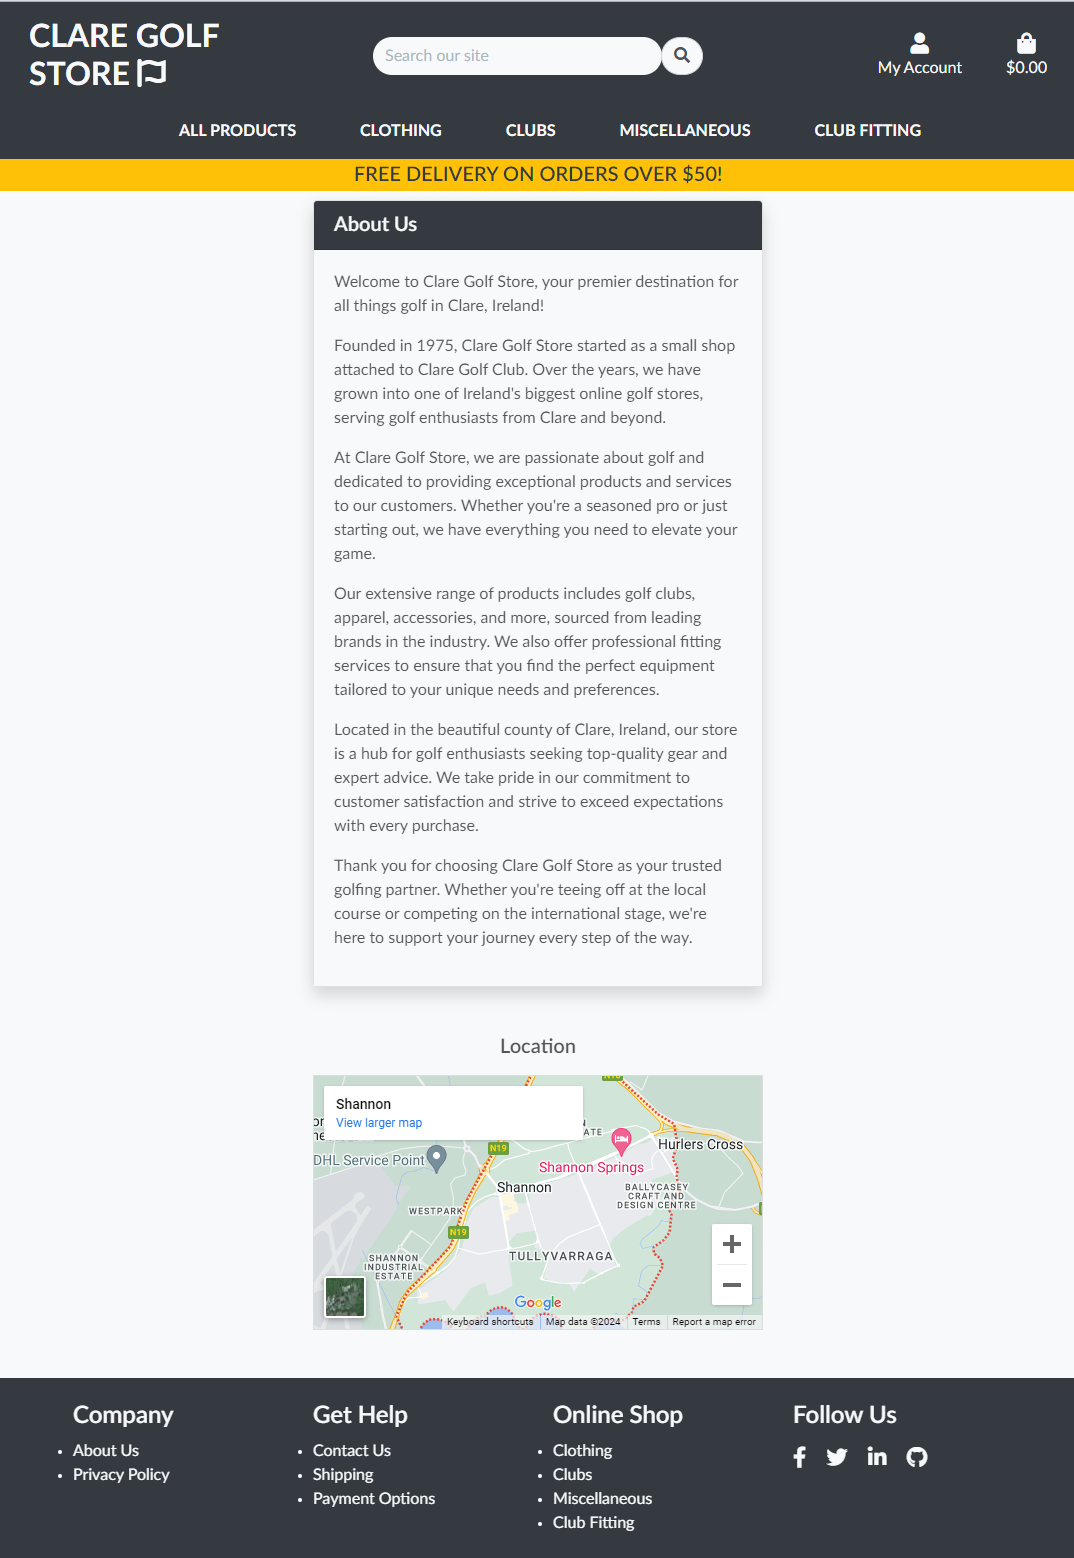 CLARE GOLF
STORE
Search our site
My Account
$0.00
ALL PRODUCTS
CLOTHING
CLUBS
MISCELLANEOUS
CLUB FITTING
FREE DELIVERY ON ORDERS OVER $50!
About Us
Welcome to Clare Golf Store, your premier destination for
all things golf in Clare, Ireland!
Founded in 1975, Clare Golf Store started as a small shop
attached to Clare Golf Club. Over the years, we have
grown into one of Ireland's biggest online golf stores,
serving golf enthusiasts from Clare and beyond.
At Clare Golf Store, we are passionate about golf and
dedicated to providing exceptional products and services
to our customers. Whether you're a seasoned pro or just
starting out, we have everything you need to elevate your
game.
Our extensive range of products includes golf clubs,
apparel, accessories, and more, sourced from leading
brands in the industry. We also offer professional fitting
services to ensure that you find the perfect equipment
tailored to your unique needs and preferences.
Located in the beautiful county of Clare, Ireland, our store
is a hub for golf enthusiasts seeking top-quality gear and
expert advice. We take pride in our commitment to
customer satisfaction and strive to exceed expectations
with every purchase.
Thank you for choosing Clare Golf Store as your trusted
golfing partner. Whether you're teeing off at the local
course or competing on the international stage, we're
here to support your journey every step of the way.
Location
Shannon
View larger map
N19
Hurlers Cross
DHL Service Point
Shannon Springs
Shannon
BALLYCASEY
CRAFT AND
DESIGN CENTRE
WESTPARK
N19
TULLYVARRAGA
SHANNON
INDUSTRIAL
ESTATE
Google
Keyboard shortcuts
Map data ©2024
Terms
Report a map error
Company
About Us
Privacy Policy
Get Help
Contact Us
Shipping
Payment Options
Online Shop
Clothing
Clubs
Miscellaneous
Club Fitting
Follow Us